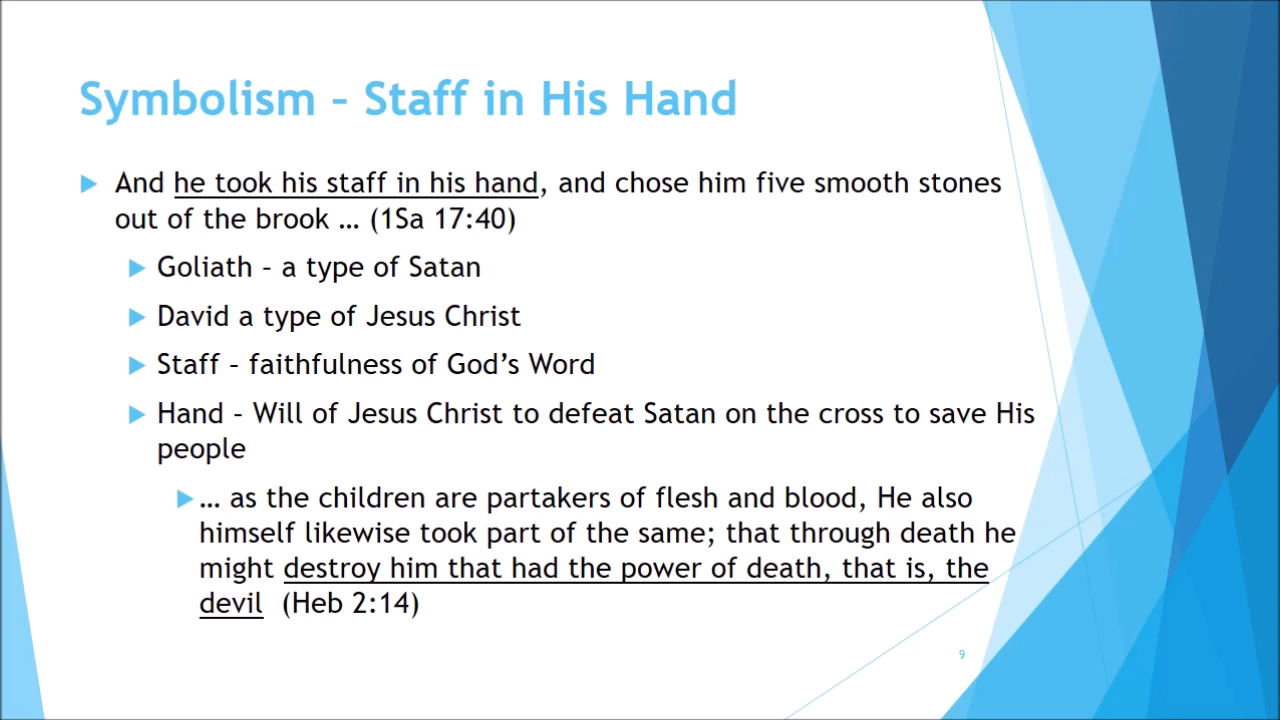 Symbolism – Staff in His Hand
And he took his staff in his hand, and chose him five smooth stones
out of the brook … (1Sa 17:40)
Goliath – a type of Satan
David a type of Jesus Christ
Staff – faithfulness of God's Word
Hand – Will of Jesus Christ to defeat Satan on the cross to save His
people
… as the children are partakers of flesh and blood, He also
himself likewise took part of the same; that through death he
might destroy him that had the power of death, that is, the
devil  (Heb 2:14)
9